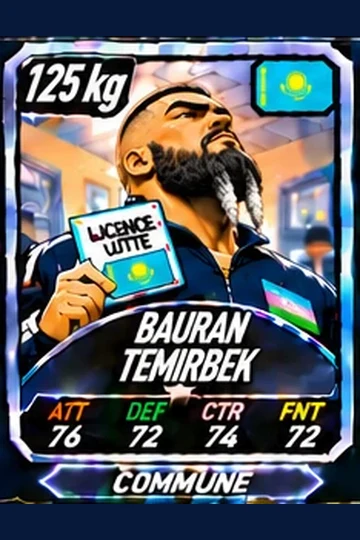 125 kg
LICENCE
LUTTE
BAURAN
TEMIRBEK
ATT DEF CTR FNT
76 72 74 72
COMMUNE